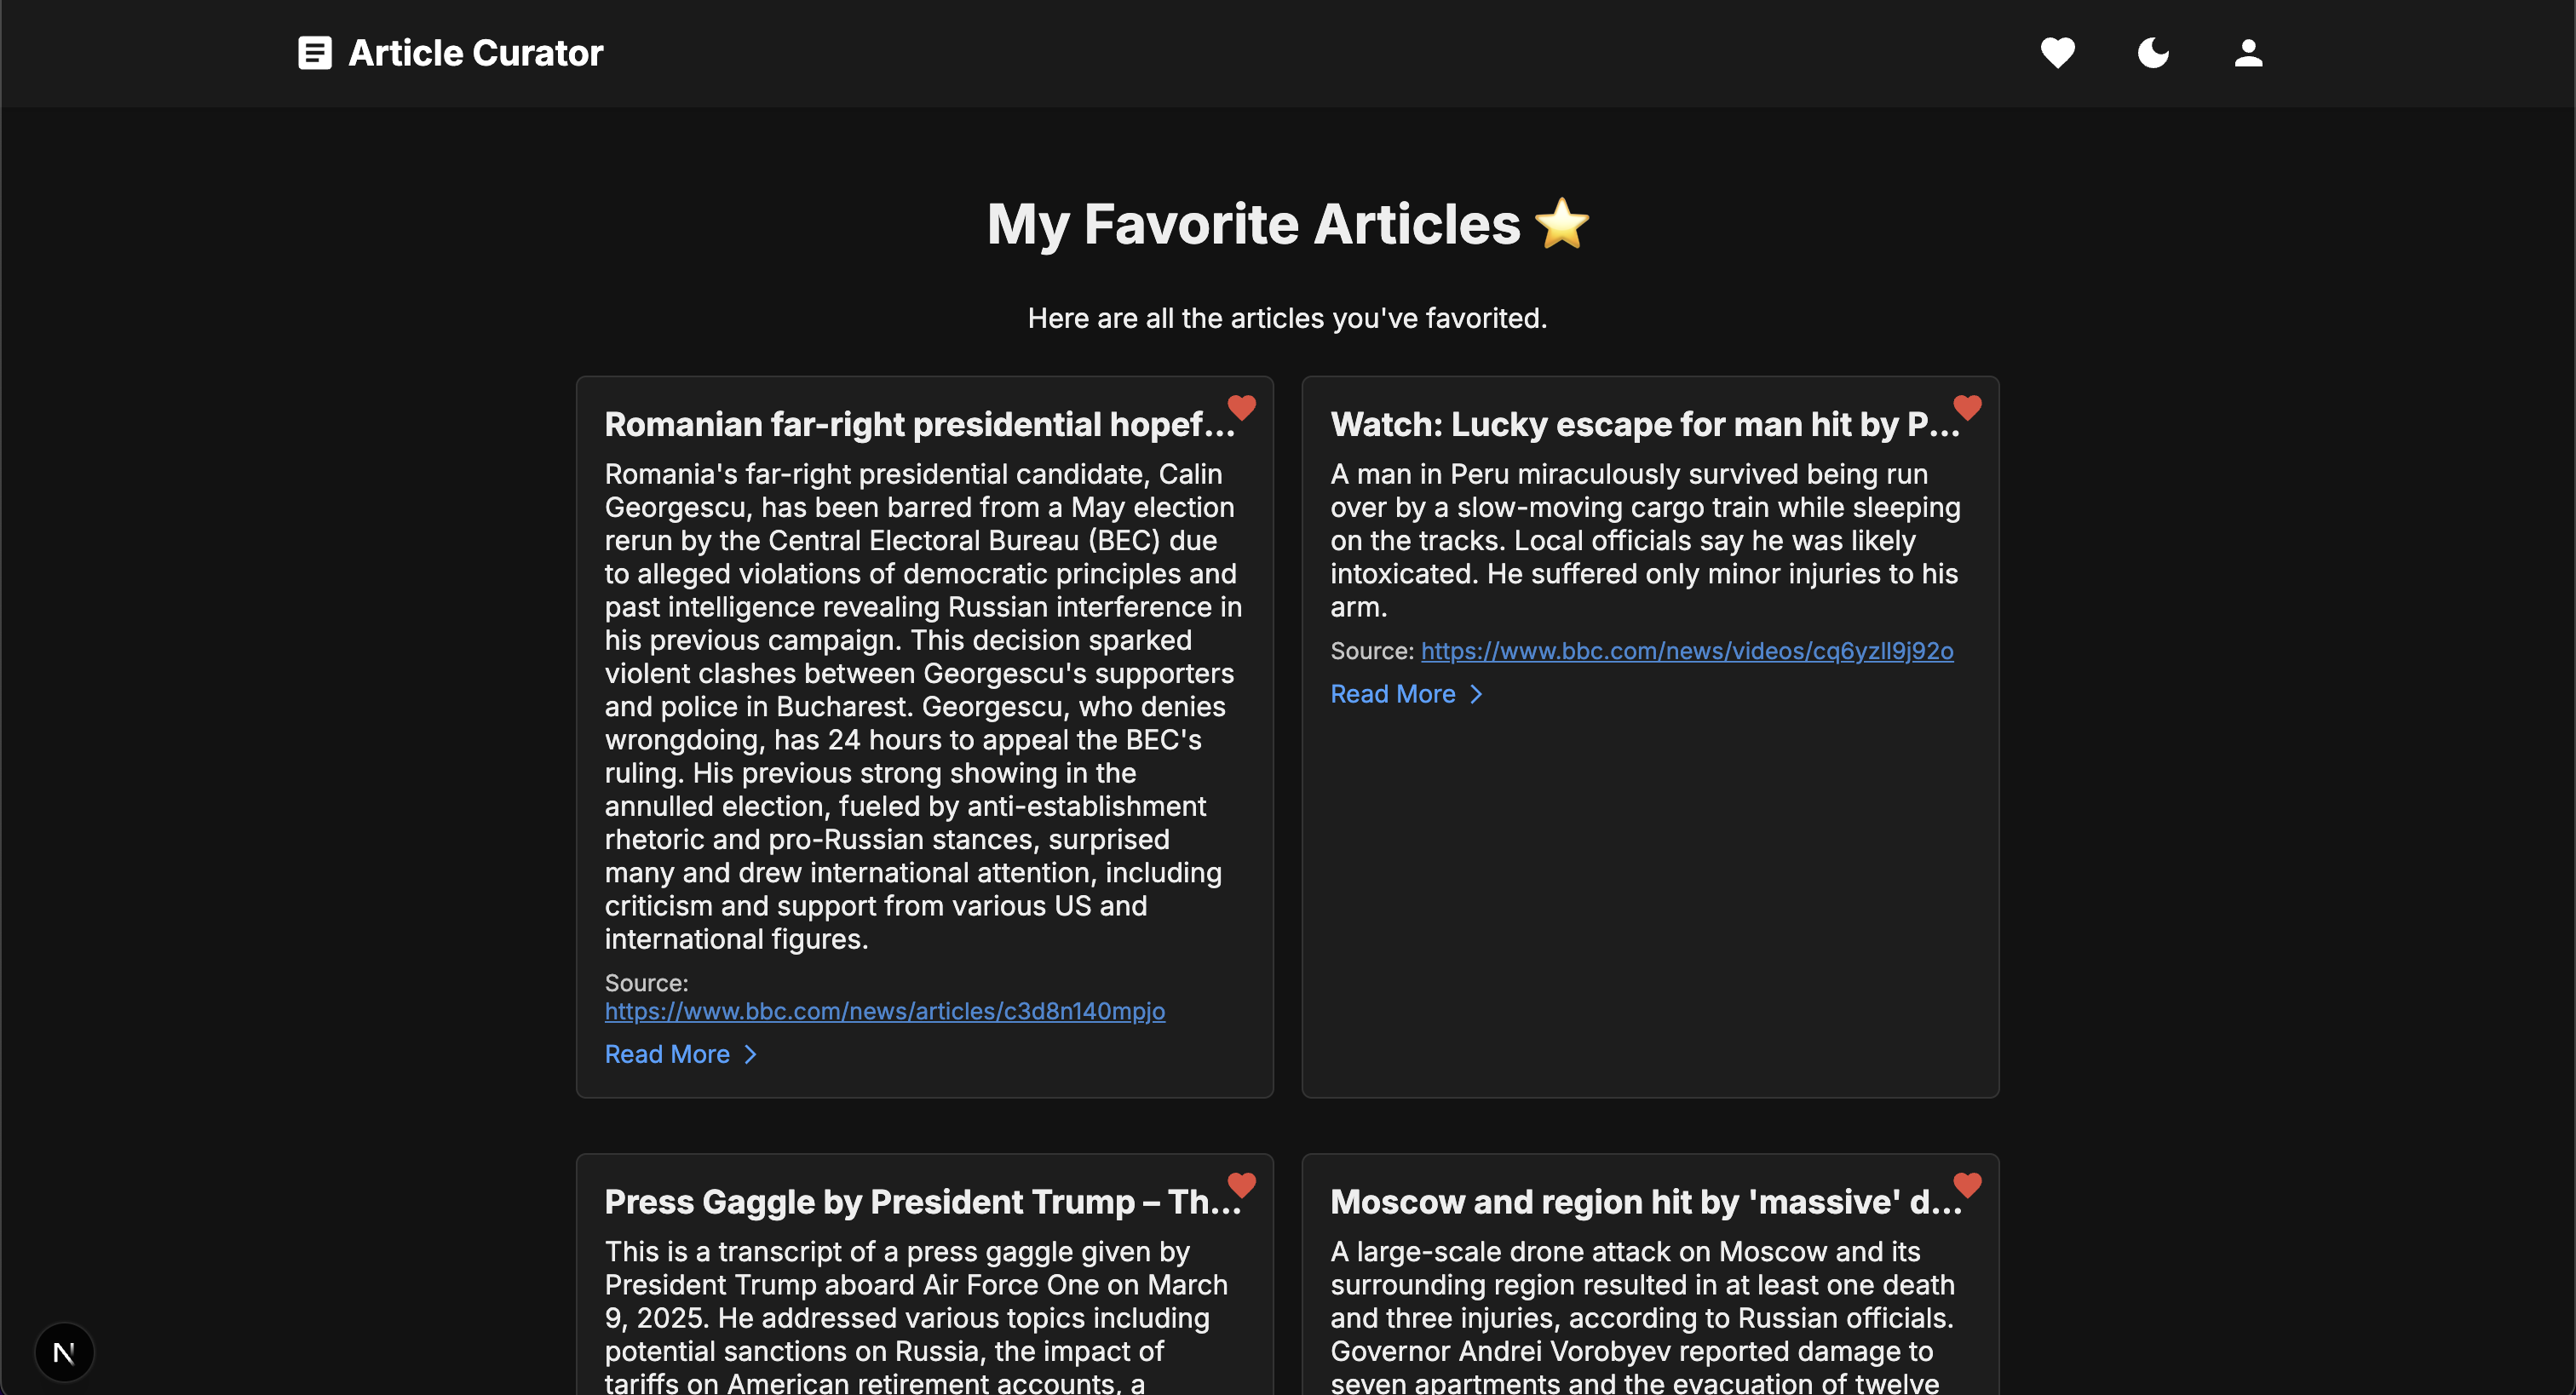 Article Curator
My Favorite Articles
Here are all the articles you've favorited.
Romanian far-right presidential hopef...
Romania's far-right presidential candidate, Calin
Georgescu, has been barred from a May election
rerun by the Central Electoral Bureau (BEC) due
to alleged violations of democratic principles and
past intelligence revealing Russian interference in
his previous campaign. This decision sparked
violent clashes between Georgescu's supporters
and police in Bucharest. Georgescu, who denies
wrongdoing, has 24 hours to appeal the BEC's
ruling. His previous strong showing in the
annulled election, fueled by anti-establishment
rhetoric and pro-Russian stances, surprised
many and drew international attention, including
criticism and support from various US and
international figures.
Source:
https://www.bbc.com/news/articles/c3d8n140mpjo
Read More
Watch: Lucky escape for man hit by P...
A man in Peru miraculously survived being run
over by a slow-moving cargo train while sleeping
on the tracks. Local officials say he was likely
intoxicated. He suffered only minor injuries to his
arm.
Source: https://www.bbc.com/news/videos/cq6yzll9j92o
Read More
Press Gaggle by President Trump – Th...
This is a transcript of a press gaggle given by
President Trump aboard Air Force One on March
9, 2025. He addressed various topics including
potential sanctions on Russia, the impact of
tariffs on American retirement accounts, a
Moscow and region hit by 'massive' d...
A large-scale drone attack on Moscow and its
surrounding region resulted in at least one death
and three injuries, according to Russian officials.
Governor Andrei Vorobyev reported damage to
seven apartments and the evacuation of twelve
N